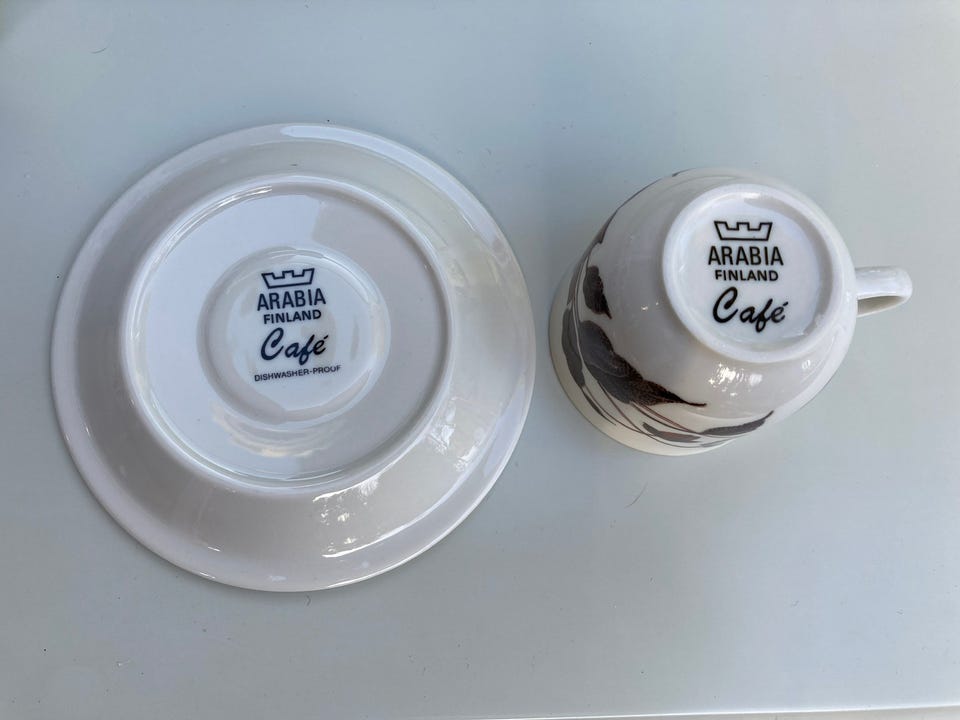 ARABIA
FINLAND
Café
DISHWASHER-PROOF
ARABIA
FINLAND
Café